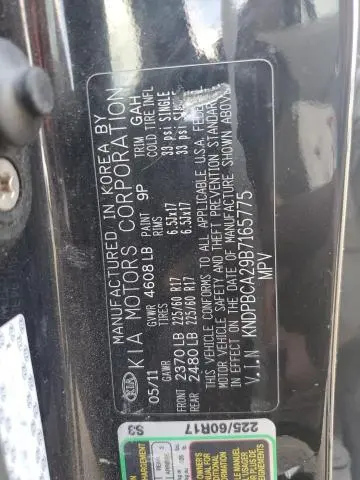 MANUFACTURED IN KOREA BY
KIA MOTORS CORPORATION
KIA
05/11 GVWR 4608 LB PAINT 9P TRIM GAH
GAWR TIRES RIMS COLD TIRE INFL
FRONT 2370 LB 225/60 R17 6.5Jx17 33 psi SINGLE
REAR 2480 LB 225/60 R17 6.5Jx17 33 psi
THIS VEHICLE CONFORMS TO ALL APPLICABLE U.S.A. FEDERAL
MOTOR VEHICLE SAFETY AND THEFT PREVENTION STANDARDS
IN EFFECT ON THE DATE OF MANUFACTURE SHOWN ABOVE.
V.I.N KNDPBCA29B7165775
MPV
225/60R17 S3